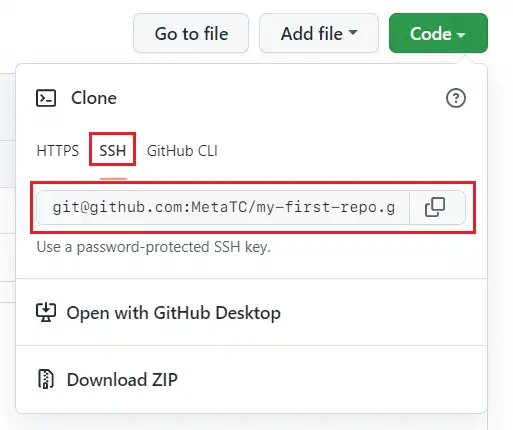 Go to file Add file Code
Clone
HTTPS SSH GitHub CLI
git@github.com:MetaTC/my-first-repo.g
Use a password-protected SSH key.
Open with GitHub Desktop
Download ZIP